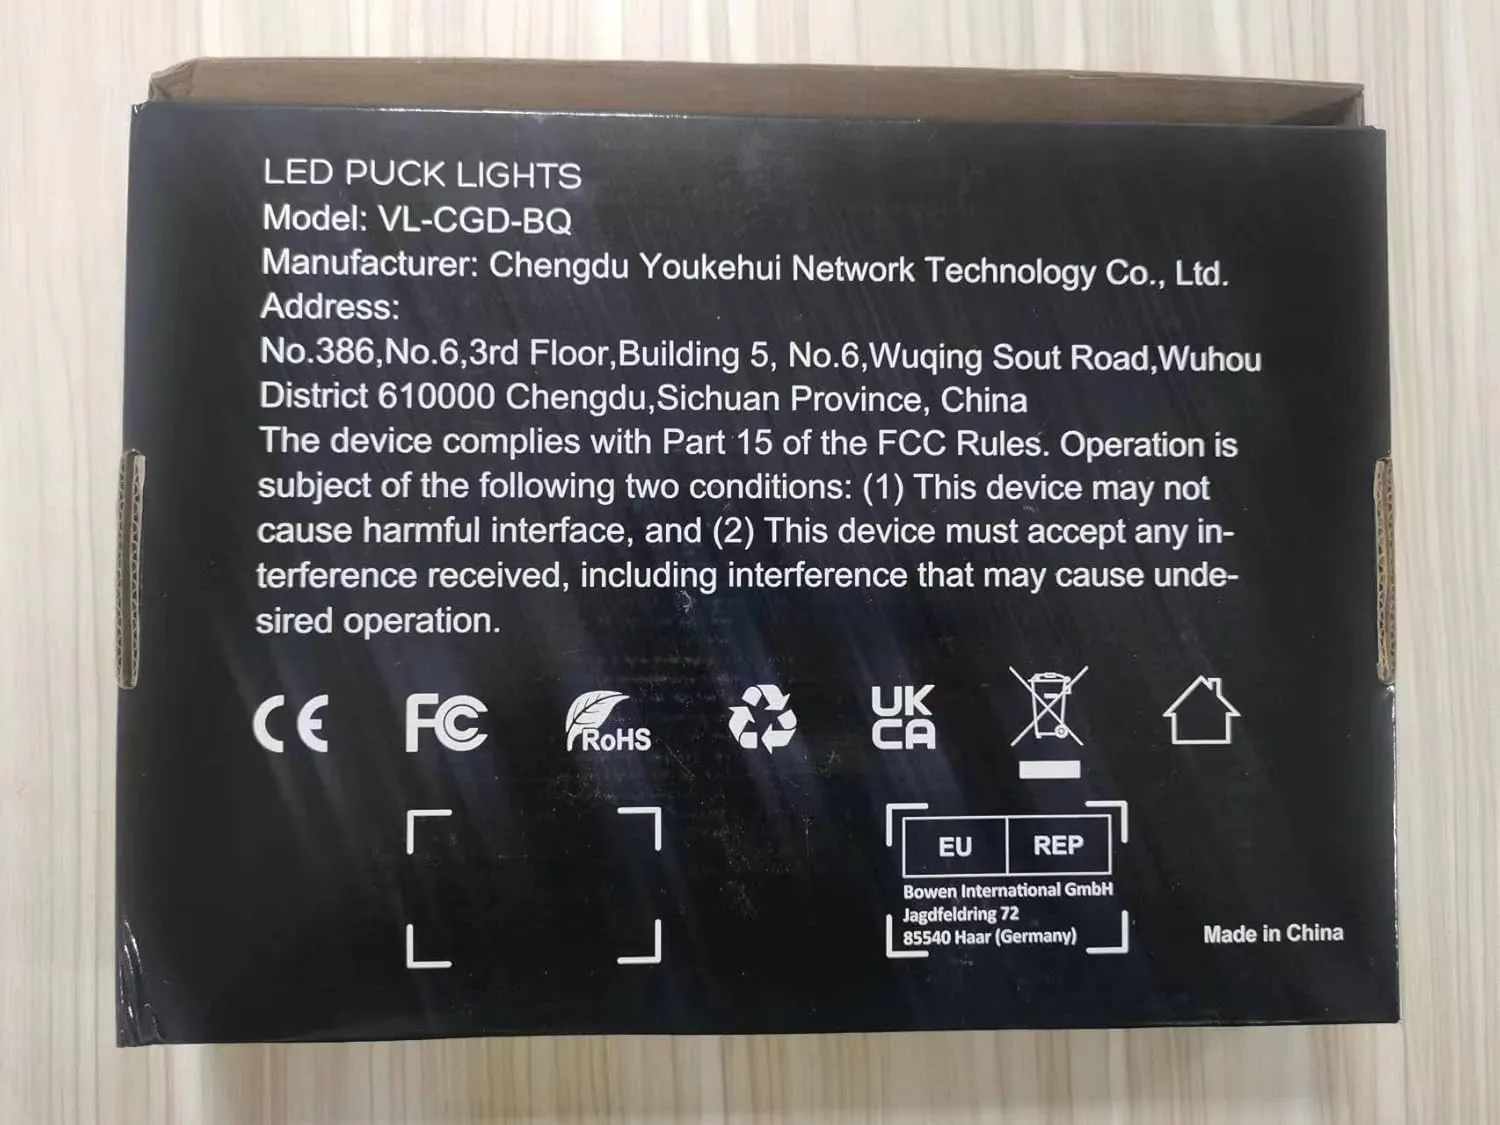 LED PUCK LIGHTS
Model: VL-CGD-BQ
Manufacturer: Chengdu Youkehui Network Technology Co., Ltd.
Address:
No.386,No.6,3rd Floor,Building 5, No.6,Wuqing Sout Road,Wuhou
District 610000 Chengdu,Sichuan Province, China
The device complies with Part 15 of the FCC Rules. Operation is
subject of the following two conditions: (1) This device may not
cause harmful interface, and (2) This device must accept any in-
terference received, including interference that may cause unde-
sired operation.
CE FC RoHS UK
CA
EU REP
Bowen International GmbH
Jagdfeldring 72
85540 Haar (Germany)
Made in China